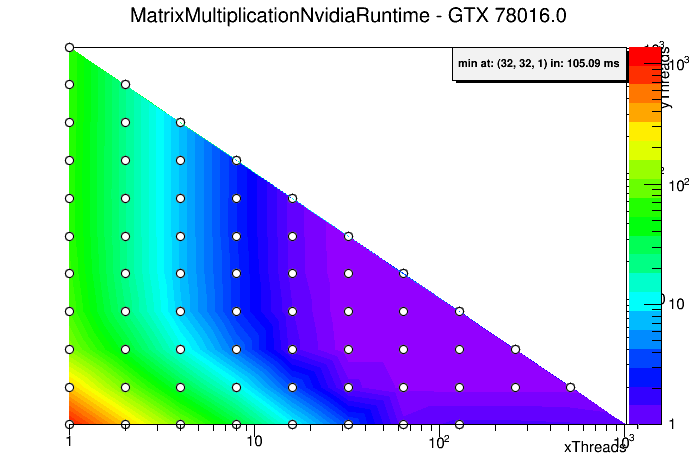 MatrixMultiplicationNvidiaRuntime - GTX 78016.0
min at: (32, 32, 1) in: 105.09 ms
10³
yThreads
10²
10
1
1
10
10²
10³
xThreads